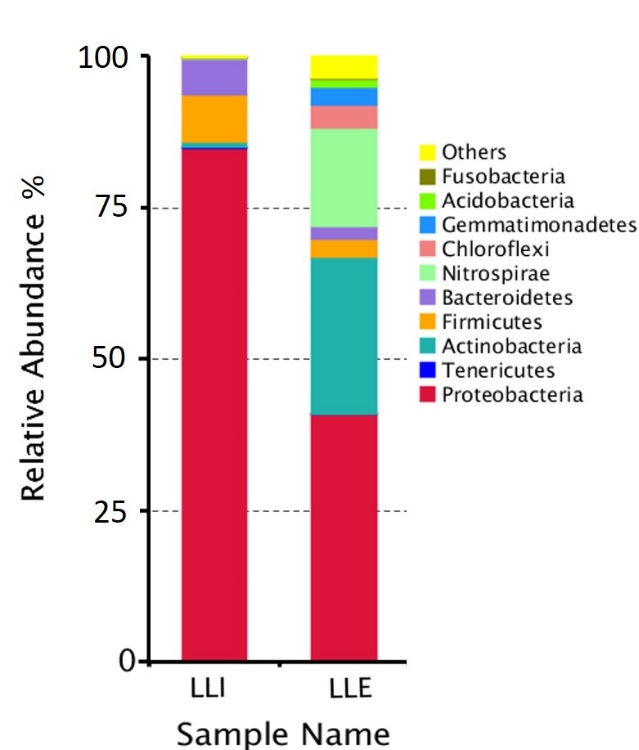 Relative Abundance %
100
75
50
25
0
LLI
LLE
Sample Name
Others
Fusobacteria
Acidobacteria
Gemmatimonadetes
Chloroflexi
Nitrospirae
Bacteroidetes
Firmicutes
Actinobacteria
Tenericutes
Proteobacteria